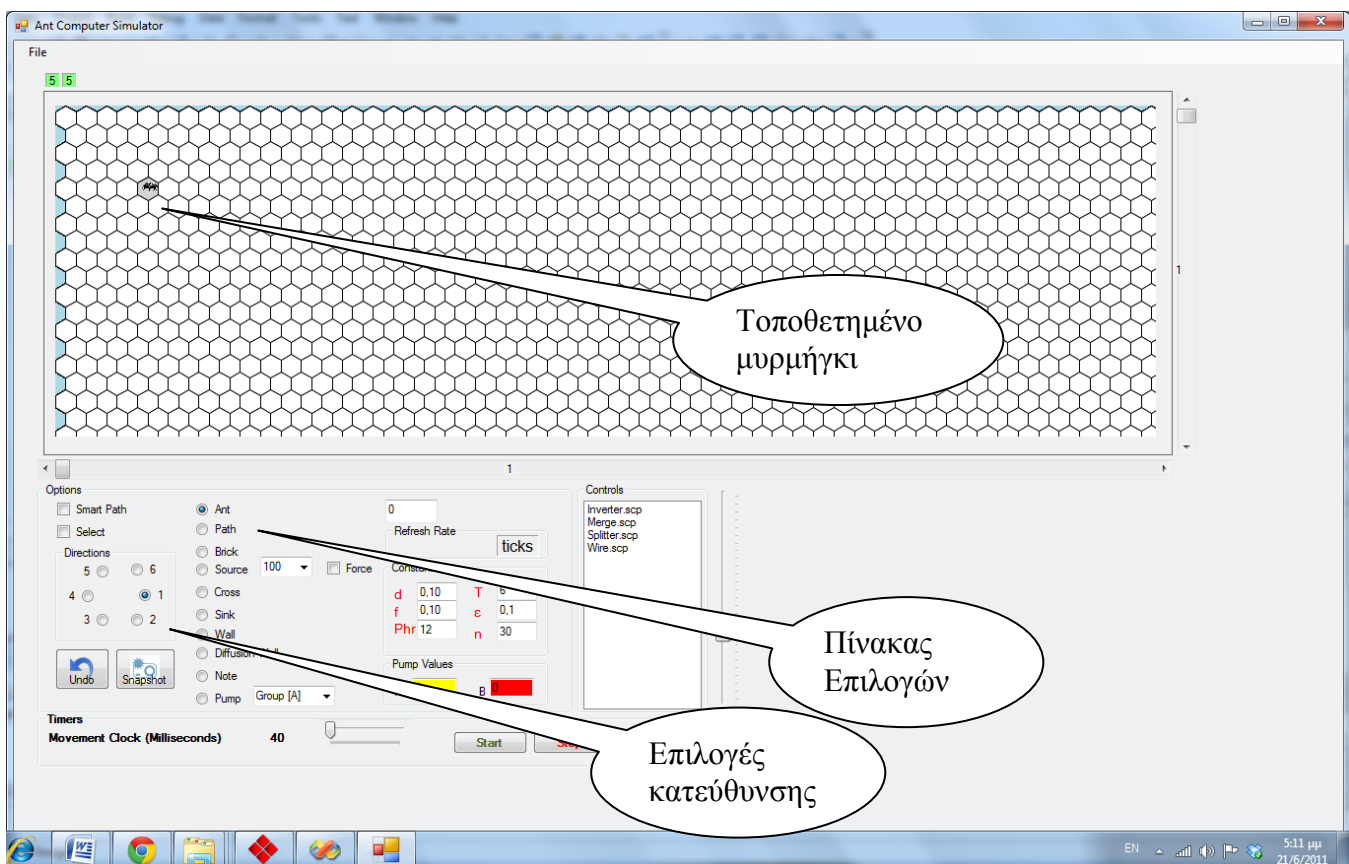 Ant Computer Simulator
File
5 5
Τοποθετημένο
μυρμήγκι
1
1
Options
Smart Path
Select
Directions
5 6
4 1
3 2
Undo
Snapshot
Ant
Path
Brick
Source 100 Force
Cross
Sink
Wall
Diffusion
Note
Pump Group [A]
0
Refresh Rate
ticks
d 0,10 T 6
f 0,10 ε 0,1
Phr 12 n 30
Pump Values
B 0
Controls
Inverter.scp
Merge.scp
Splitter.scp
Wire.scp
Πίνακας
Επιλογών
Timers
Movement Clock (Milliseconds) 40
Start
Επιλογές
κατεύθυνσης
EN
5:11 μμ
21/6/2011